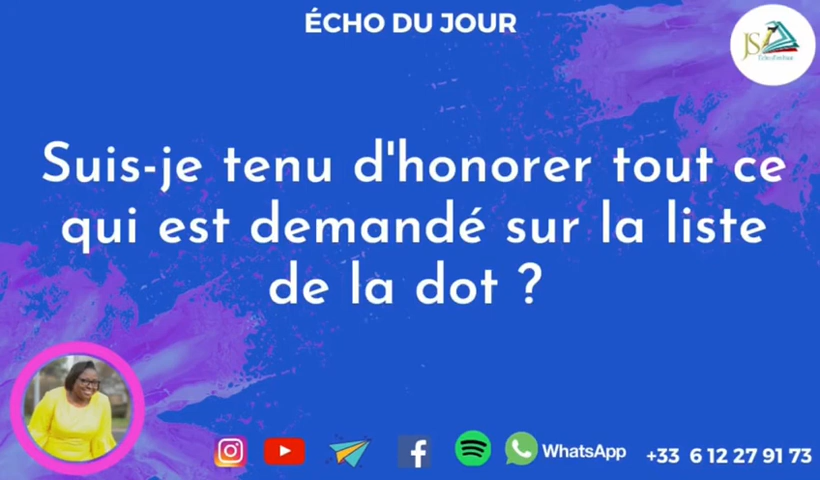 ÉCHO DU JOUR
JSI
Suis-je tenu d'honorer tout ce
qui est demandé sur la liste
de la dot ?
WhatsApp +33 6 12 27 91 73